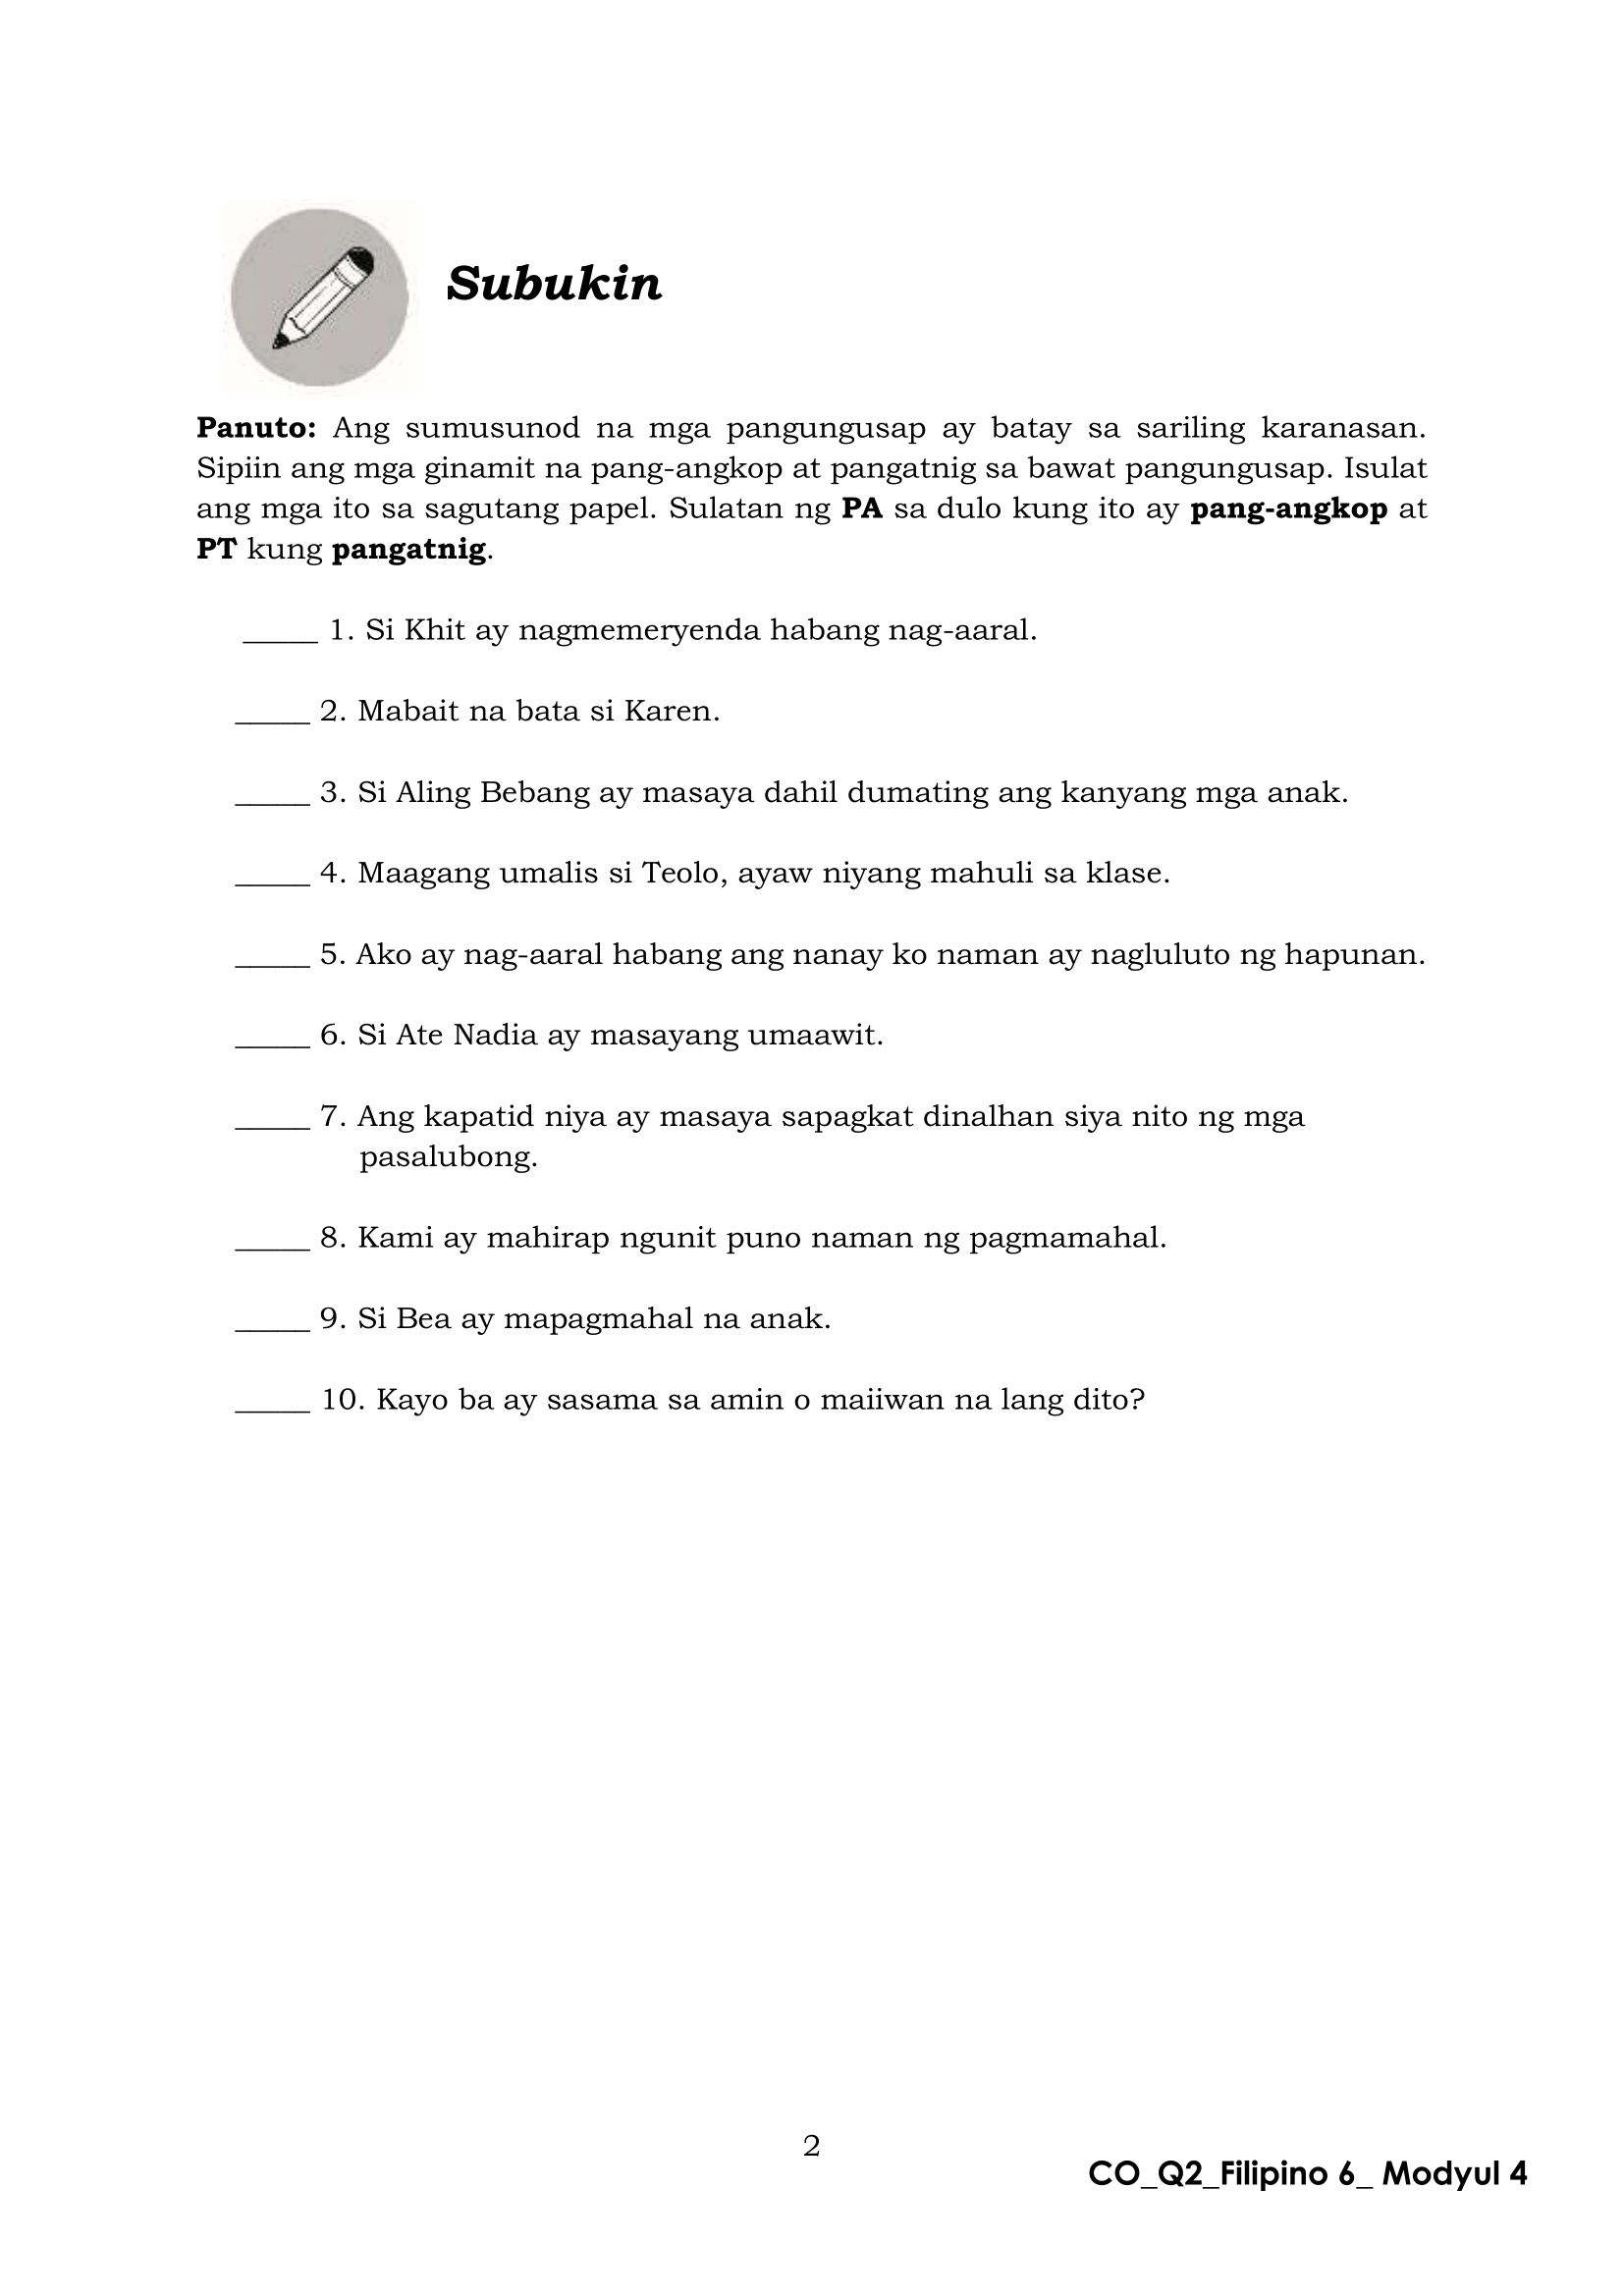 Subukin
Panuto: Ang sumusunod na mga pangungusap ay batay sa sariling karanasan.
Sipiin ang mga ginamit na pang-angkop at pangatnig sa bawat pangungusap. Isulat
ang mga ito sa sagutang papel. Sulatan ng PA sa dulo kung ito ay pang-angkop at
PT kung pangatnig.
_____ 1. Si Khit ay nagmemeryenda habang nag-aaral.
_____ 2. Mabait na bata si Karen.
_____ 3. Si Aling Bebang ay masaya dahil dumating ang kanyang mga anak.
_____ 4. Maagang umalis si Teolo, ayaw niyang mahuli sa klase.
_____ 5. Ako ay nag-aaral habang ang nanay ko naman ay nagluluto ng hapunan.
_____ 6. Si Ate Nadia ay masayang umaawit.
_____ 7. Ang kapatid niya ay masaya sapagkat dinalhan siya nito ng mga
pasalubong.
_____ 8. Kami ay mahirap ngunit puno naman ng pagmamahal.
_____ 9. Si Bea ay mapagmahal na anak.
_____ 10. Kayo ba ay sasama sa amin o maiiwan na lang dito?
2
CO_Q2_Filipino 6_ Modyul 4